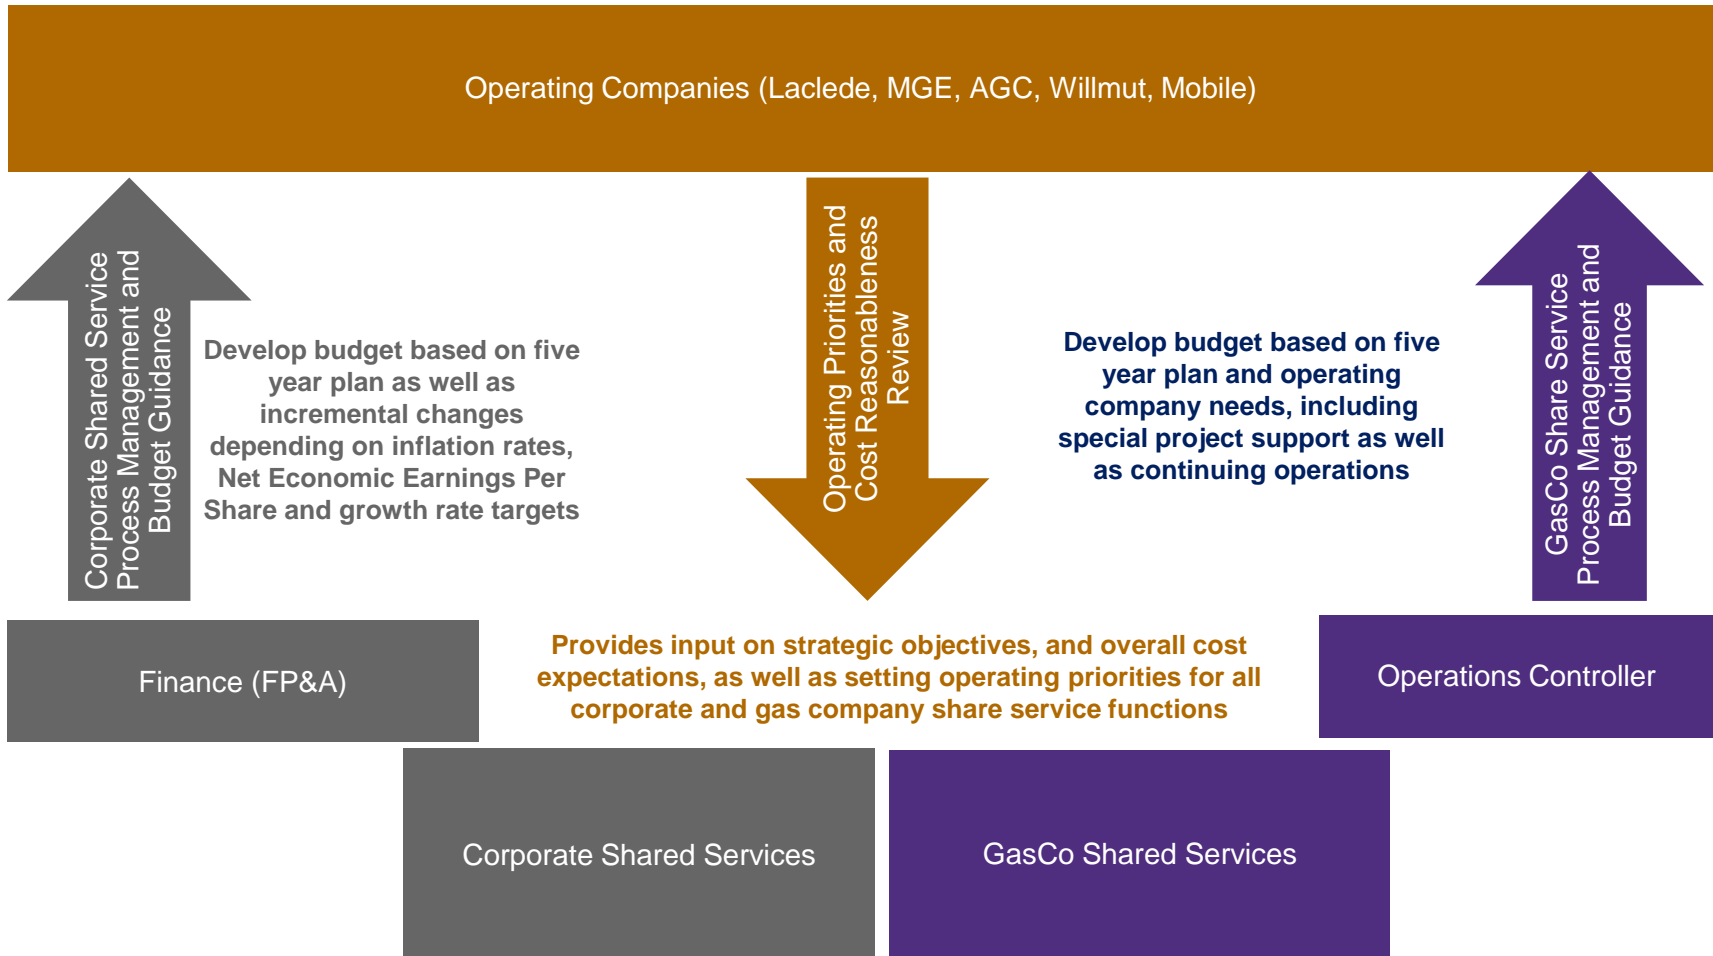 Operating Companies (Laclede, MGE, AGC, Willmut, Mobile)
Corporate Shared Service
Process Management and
Budget Guidance
Develop budget based on five
year plan as well as
incremental changes
depending on inflation rates,
Net Economic Earnings Per
Share and growth rate targets
Operating Priorities and
Cost Reasonableness
Review
Develop budget based on five
year plan and operating
company needs, including
special project support as well
as continuing operations
GasCo Share Service
Process Management and
Budget Guidance
Finance (FP&A)
Provides input on strategic objectives, and overall cost
expectations, as well as setting operating priorities for all
corporate and gas company share service functions
Operations Controller
Corporate Shared Services
GasCo Shared Services